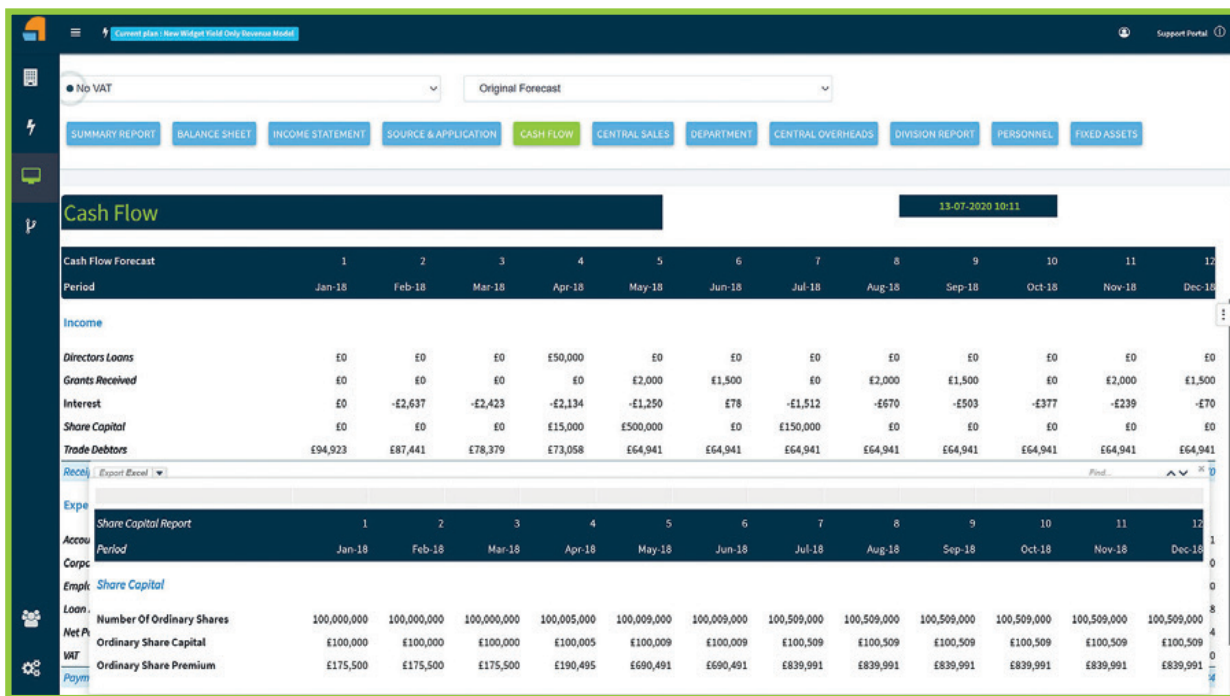 Current plan : New Widget Yield Only Revenue Model Support Portal
No VAT Original Forecast
SUMMARY REPORT BALANCE SHEET INCOME STATEMENT SOURCE & APPLICATION CASH FLOW CENTRAL SALES DEPARTMENT CENTRAL OVERHEADS DIVISION REPORT PERSONNEL FIXED ASSETS
Cash Flow 13-07-2020 10:11
Cash Flow Forecast 1 2 3 4 5 6 7 8 9 10 11 12
Period Jan-18 Feb-18 Mar-18 Apr-18 May-18 Jun-18 Jul-18 Aug-18 Sep-18 Oct-18 Nov-18 Dec-18
Income
Directors Loans £0 £0 £0 £50,000 £0 £0 £0 £0 £0 £0 £0 £0
Grants Received £0 £0 £0 £0 £2,000 £1,500 £0 £2,000 £1,500 £0 £2,000 £1,500
Interest £0 -£2,637 -£2,423 -£2,134 -£1,250 £78 -£1,512 -£670 -£503 -£377 -£239 -£70
Share Capital £0 £0 £0 £15,000 £500,000 £0 £150,000 £0 £0 £0 £0 £0
Trade Debtors £94,923 £87,441 £78,379 £73,058 £64,941 £64,941 £64,941 £64,941 £64,941 £64,941 £64,941 £64,941
Export Excel Find...
Expe
Share Capital Report 1 2 3 4 5 6 7 8 9 10 11 12
Accou 1
Period Jan-18 Feb-18 Mar-18 Apr-18 May-18 Jun-18 Jul-18 Aug-18 Sep-18 Oct-18 Nov-18 Dec-18
Corpo 0
Emplo Share Capital 0
Loan 8
Number Of Ordinary Shares 100,000,000 100,000,000 100,000,000 100,005,000 100,009,000 100,009,000 100,509,000 100,509,000 100,509,000 100,509,000 100,509,000 100,509,000
Net 4
Ordinary Share Capital £100,000 £100,000 £100,000 £100,005 £100,009 £100,009 £100,509 £100,509 £100,509 £100,509 £100,509 £100,509
VAT 0
Ordinary Share Premium £175,500 £175,500 £175,500 £190,495 £690,491 £690,491 £839,991 £839,991 £839,991 £839,991 £839,991 £839,991
Paym